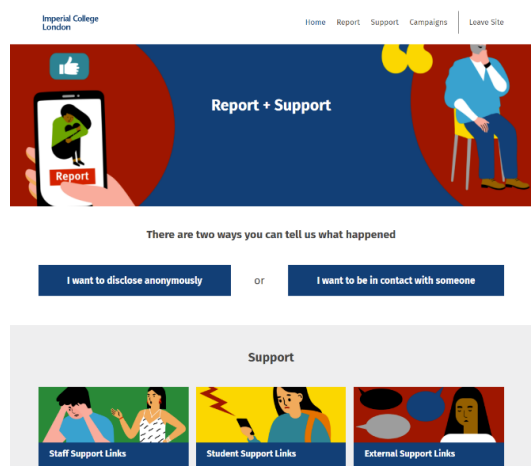 Imperial College
London
Home Report Support Campaigns Leave Site
Report + Support
Report
There are two ways you can tell us what happened
I want to disclose anonymously or I want to be in contact with someone
Support
Staff Support Links Student Support Links External Support Links